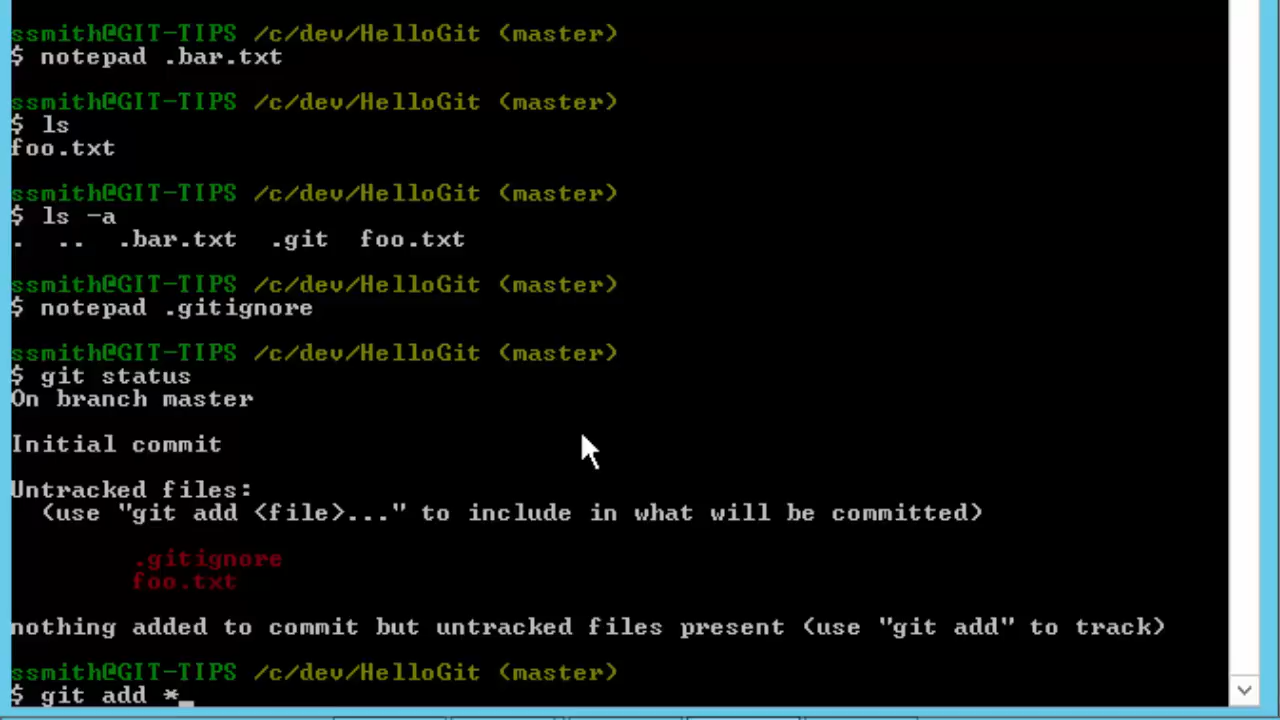 ssmith@GIT-TIPS /c/dev/HelloGit (master)
$ notepad .bar.txt
ssmith@GIT-TIPS /c/dev/HelloGit (master)
$ ls
foo.txt
ssmith@GIT-TIPS /c/dev/HelloGit (master)
$ ls -a
. .. .bar.txt .git foo.txt
ssmith@GIT-TIPS /c/dev/HelloGit (master)
$ notepad .gitignore
ssmith@GIT-TIPS /c/dev/HelloGit (master)
$ git status
On branch master
Initial commit
Untracked files:
(use "git add <file>..." to include in what will be committed)
.gitignore
foo.txt
nothing added to commit but untracked files present (use "git add" to track)
ssmith@GIT-TIPS /c/dev/HelloGit (master)
$ git add *_